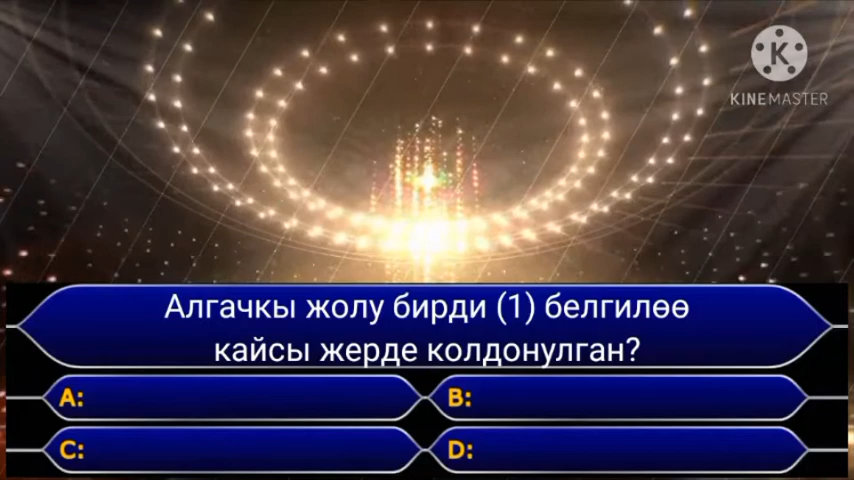 KINEMASTER
Алгачкы жолу бирди (1) белгилөө
кайсы жерде колдонулган?
A:
B:
C:
D: